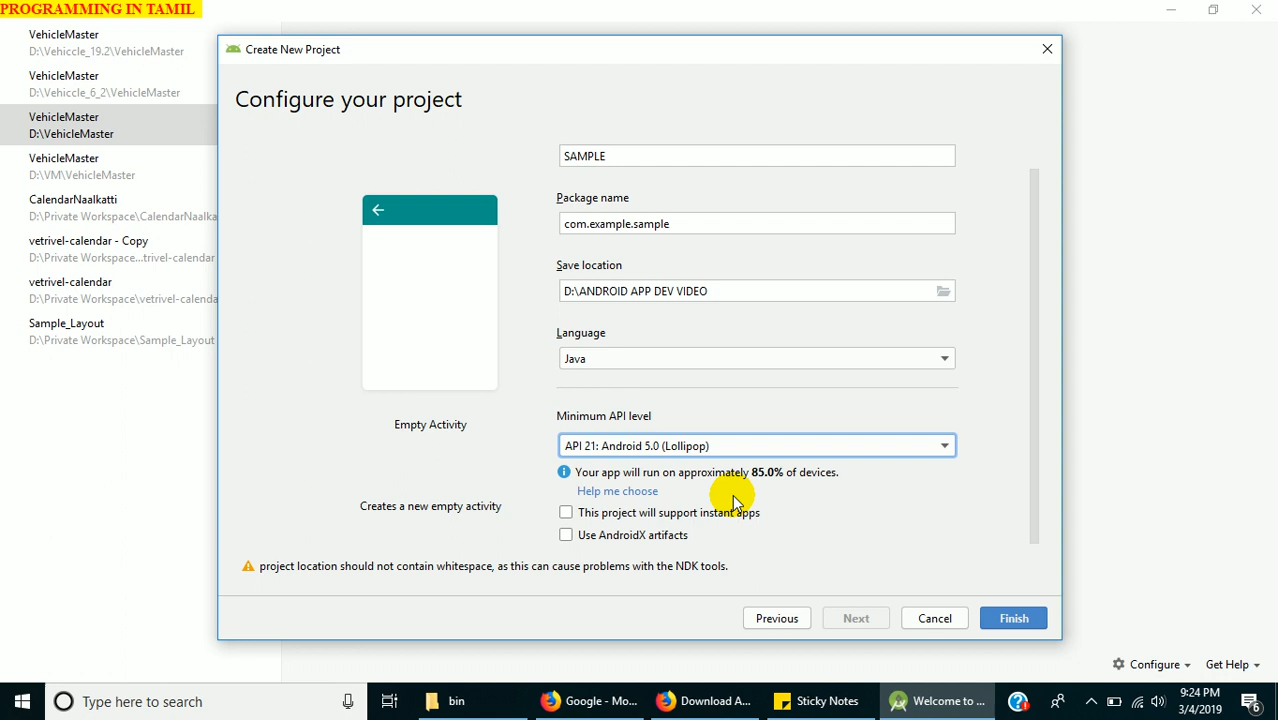 PROGRAMMING IN TAMIL
VehicleMaster
D:\Vehiccle_19.2\VehicleMaster
VehicleMaster
D:\Vehiccle_6_2\VehicleMaster
VehicleMaster
D:\VehicleMaster
VehicleMaster
D:\VM\VehicleMaster
CalendarNaalkatti
D:\Private Workspace\CalendarNaalka
vetrivel-calendar - Copy
D:\Private Workspace...trivel-calendar
vetrivel-calendar
D:\Private Workspace\vetrivel-calenda
Sample_Layout
D:\Private Workspace\Sample_Layout
Create New Project
Configure your project
SAMPLE
Package name
com.example.sample
Save location
D:\ANDROID APP DEV VIDEO
Language
Java
Minimum API level
API 21: Android 5.0 (Lollipop)
Your app will run on approximately 85.0% of devices.
Help me choose
This project will support instant apps
Use AndroidX artifacts
Empty Activity
Creates a new empty activity
project location should not contain whitespace, as this can cause problems with the NDK tools.
Previous
Next
Cancel
Finish
Configure
Get Help
Type here to search
bin
Google - Mo...
Download A...
Sticky Notes
Welcome to ...
9:24 PM
3/4/2019
6